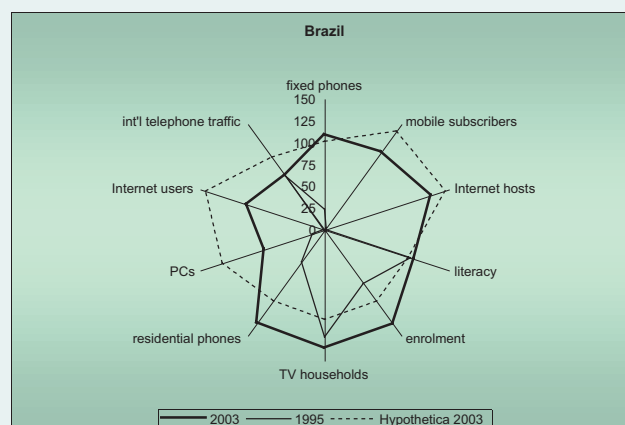 Brazil
fixed phones
150
int'l telephone traffic
125
mobile subscribers
100
75
Internet users
50
Internet hosts
25
0
PCs
literacy
residential phones
enrolment
TV households
2003
1995
Hypothetica 2003